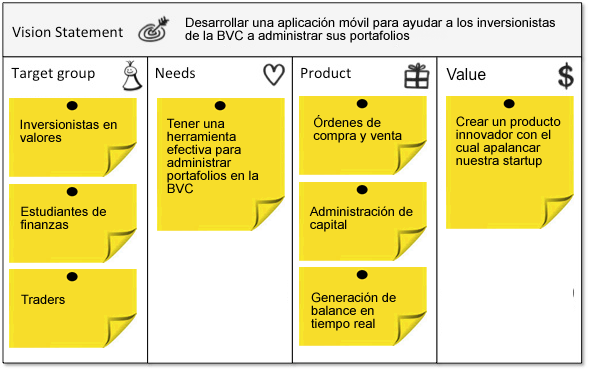 Vision Statement
Desarrollar una aplicación móvil para ayudar a los inversionistas
de la BVC a administrar sus portafolios
Target group
Inversionistas en
valores
Estudiantes de
finanzas
Traders
Needs
Tener una
herramienta
efectiva para
administrar
portafolios en la
BVC
Product
Órdenes de
compra y venta
Administración de
capital
Generación de
balance en
tiempo real
Value
$
Crear un producto
innovador con el
cual apalancar
nuestra startup